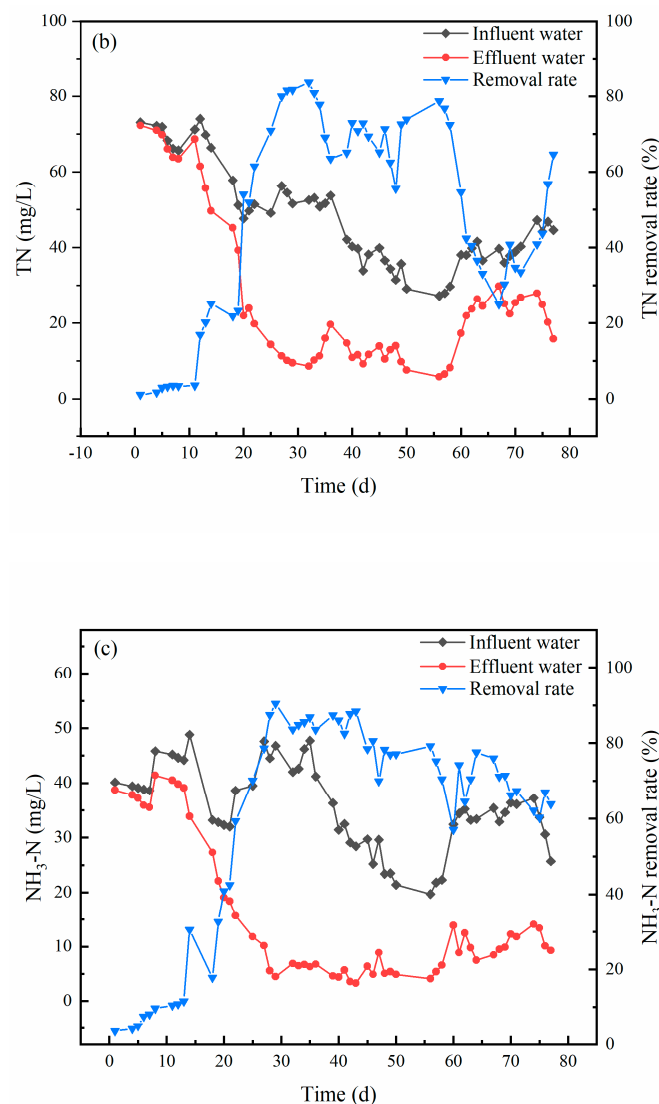 (b)
Influent water
Effluent water
Removal rate
100
80
60
40
20
0
TN (mg/L)
100
80
60
40
20
0
TN removal rate (%)
-10 0 10 20 30 40 50 60 70 80
Time (d)
(c)
Influent water
Effluent water
Removal rate
60
50
40
30
20
10
0
NH₃-N (mg/L)
100
80
60
40
20
0
NH₃-N removal rate (%)
0 10 20 30 40 50 60 70 80
Time (d)